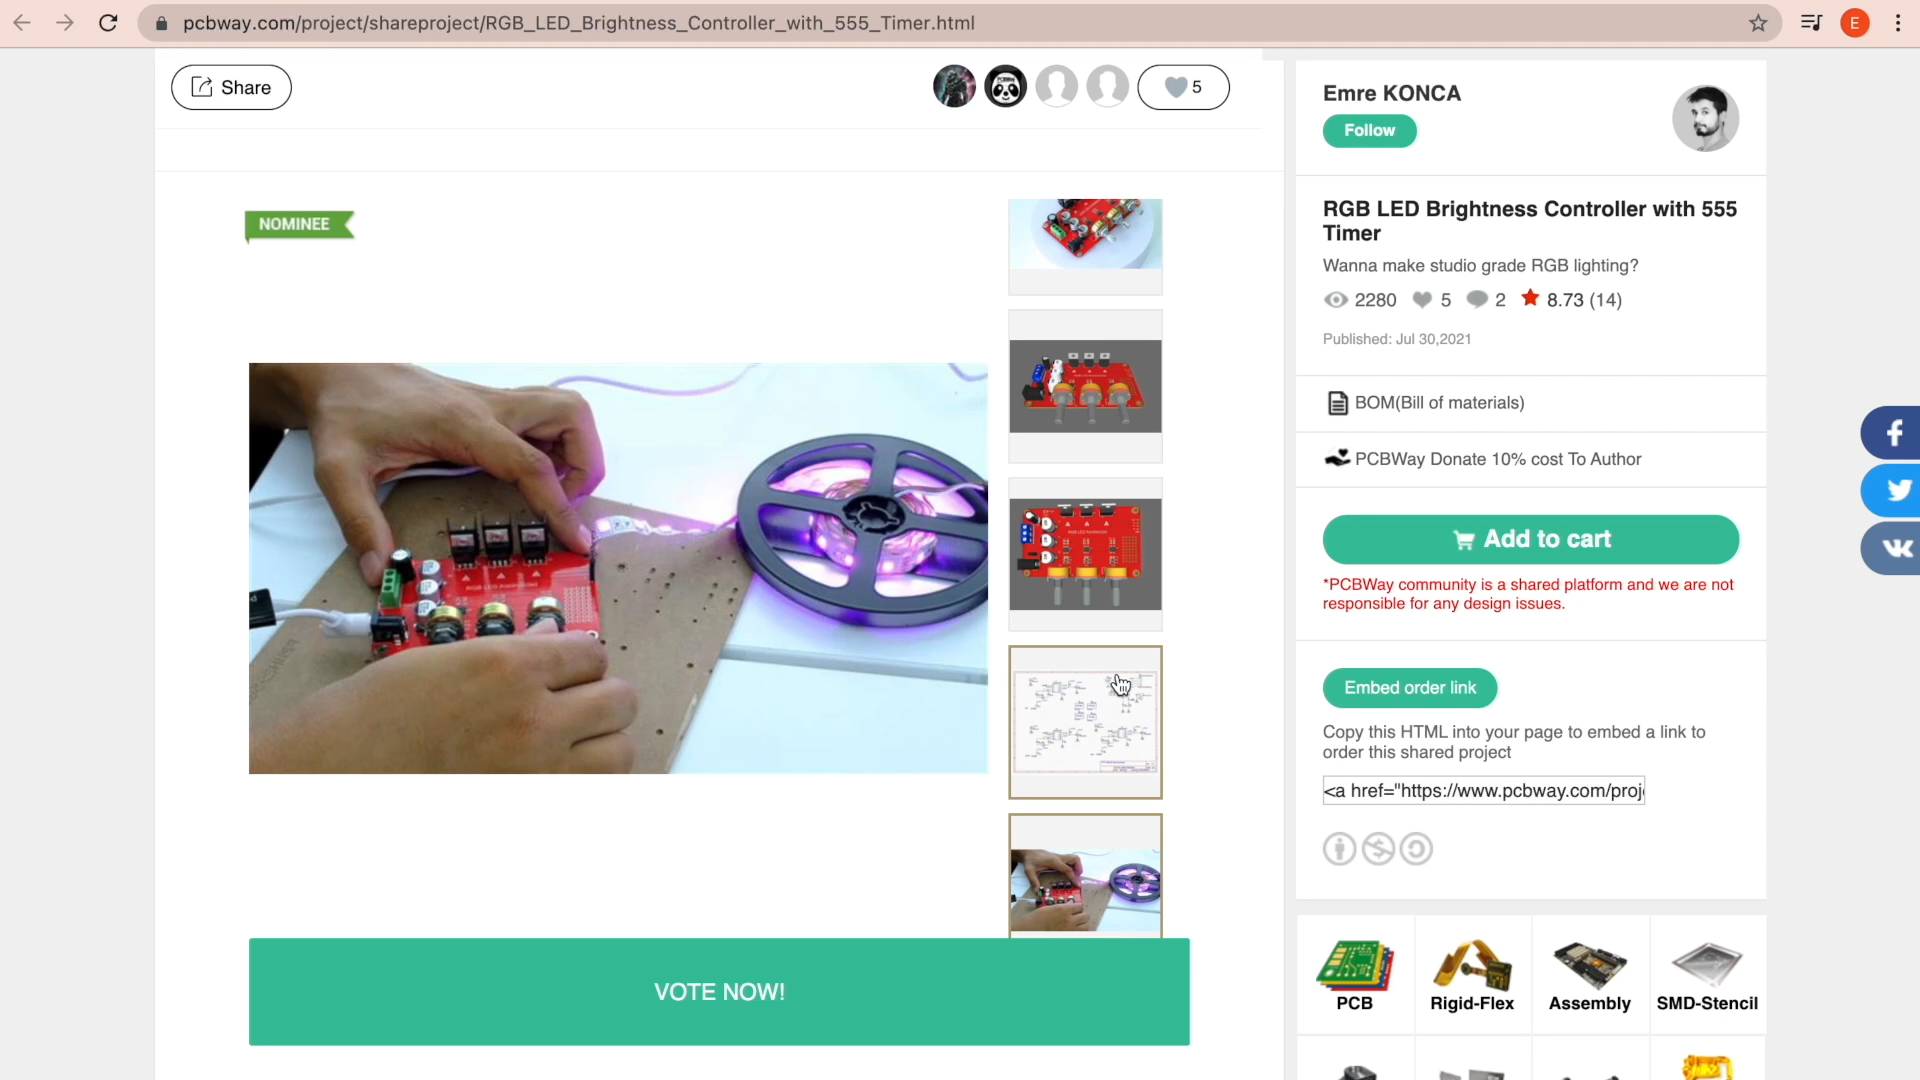 pcbway.com/project/shareproject/RGB_LED_Brightness_Controller_with_555_Timer.html
E
Share
5
Emre KONCA
Follow
NOMINEE
RGB LED Brightness Controller with 555
Timer
Wanna make studio grade RGB lighting?
2280 5 2 8.73 (14)
Published: Jul 30,2021
BOM(Bill of materials)
PCBWay Donate 10% cost To Author
Add to cart
*PCBWay community is a shared platform and we are not
responsible for any design issues.
Embed order link
Copy this HTML into your page to embed a link to
order this shared project
<a href="https://www.pcbway.com/proj
VOTE NOW!
PCB
Rigid-Flex
Assembly
SMD-Stencil